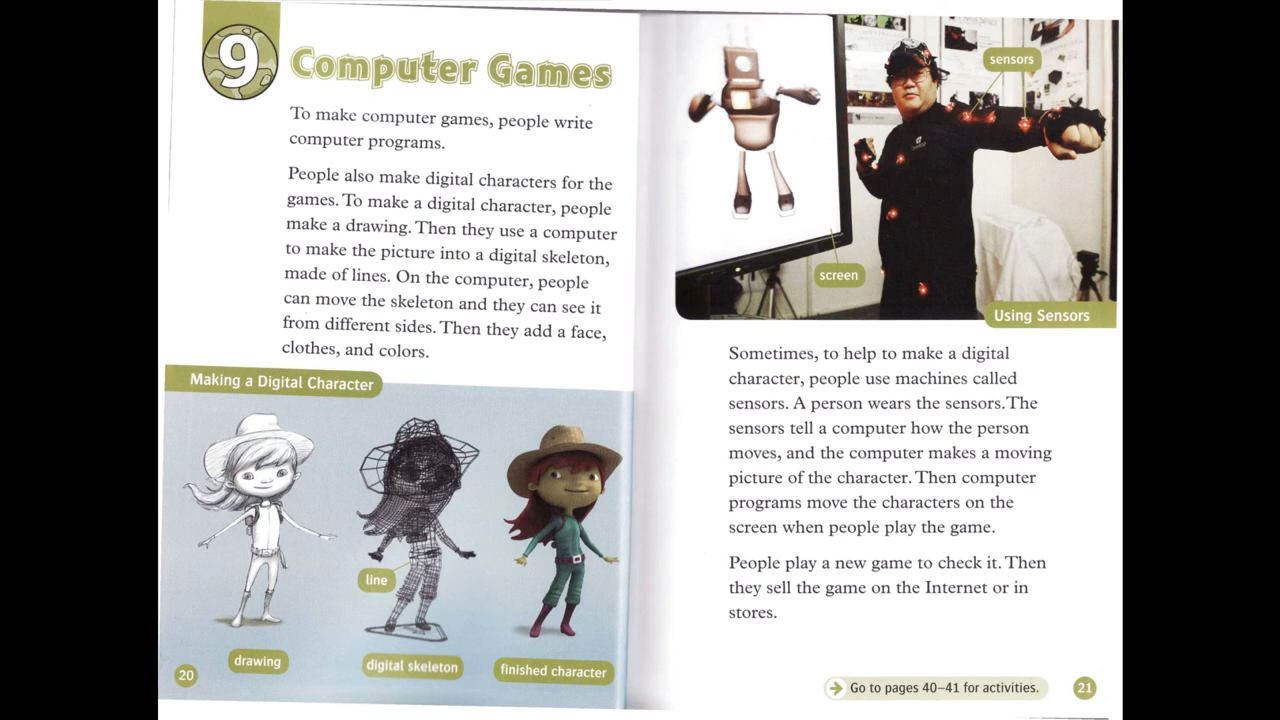 9
Computer Games
To make computer games, people write
computer programs.
People also make digital characters for the
games. To make a digital character, people
make a drawing. Then they use a computer
to make the picture into a digital skeleton,
made of lines. On the computer, people
can move the skeleton and they can see it
from different sides. Then they add a face,
clothes, and colors.
Making a Digital Character
line
drawing
digital skeleton
finished character
20
sensors
screen
Using Sensors
Sometimes, to help to make a digital
character, people use machines called
sensors. A person wears the sensors. The
sensors tell a computer how the person
moves, and the computer makes a moving
picture of the character. Then computer
programs move the characters on the
screen when people play the game.
People play a new game to check it. Then
they sell the game on the Internet or in
stores.
Go to pages 40–41 for activities.
21